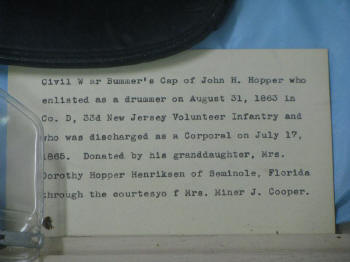 Civil W ar Bummer's Cap of John H. Hopper who
enlisted as a drummer on August 31, 1863 in
Co. D, 33d New Jersey Volunteer Infantry and
who was discharged as a Corporal on July 17,
1865. Donated by his granddaughter, Mrs.
Dorothy Hopper Henriksen of Seminole, Florida
through the courtesyo f Mrs. Miner J. Cooper.